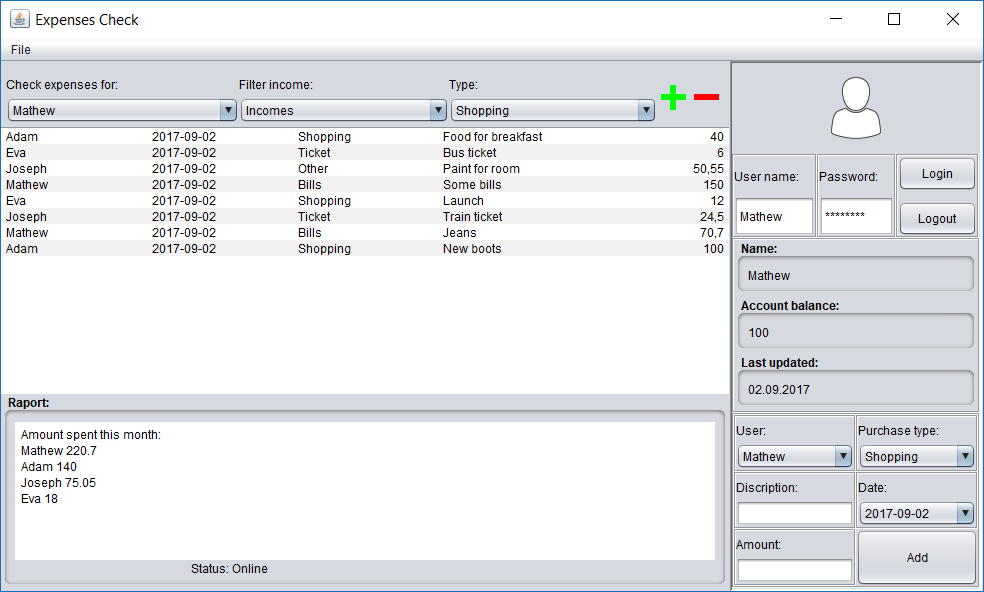 Expenses Check
File
Check expenses for: Filter income: Type:
Mathew Incomes Shopping
Adam 2017-09-02 Shopping Food for breakfast 40
Eva 2017-09-02 Ticket Bus ticket 6
Joseph 2017-09-02 Other Paint for room 50,55
Mathew 2017-09-02 Bills Some bills 150
Eva 2017-09-02 Shopping Launch 12
Joseph 2017-09-02 Ticket Train ticket 24,5
Mathew 2017-09-02 Bills Jeans 70,7
Adam 2017-09-02 Shopping New boots 100
Raport:
Amount spent this month:
Mathew 220.7
Adam 140
Joseph 75.05
Eva 18
Status: Online
User name: Password: Login
Mathew ******** Logout
Name:
Mathew
Account balance:
100
Last updated:
02.09.2017
User: Purchase type:
Mathew Shopping
Discription: Date:
2017-09-02
Amount: Add